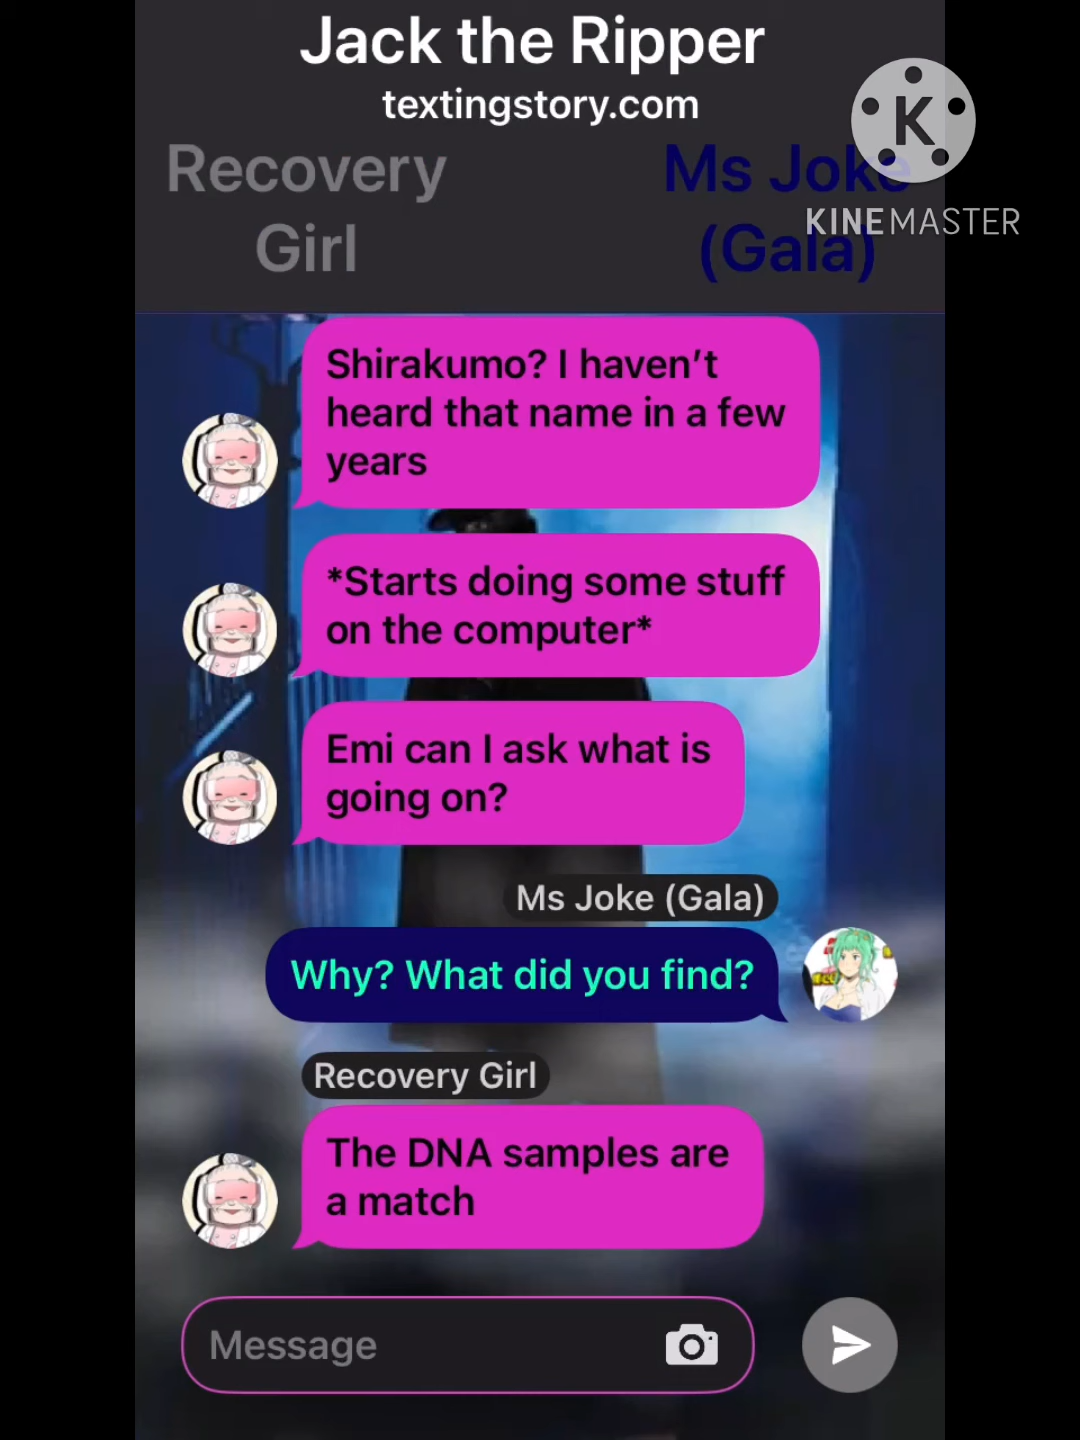 Jack the Ripper
textingstory.com
Recovery
Girl
Ms Joke
(Gala)
K
KINEMASTER
Shirakumo? I haven’t
heard that name in a few
years
*Starts doing some stuff
on the computer*
Emi can I ask what is
going on?
Ms Joke (Gala)
Why? What did you find?
Recovery Girl
The DNA samples are
a match
Message